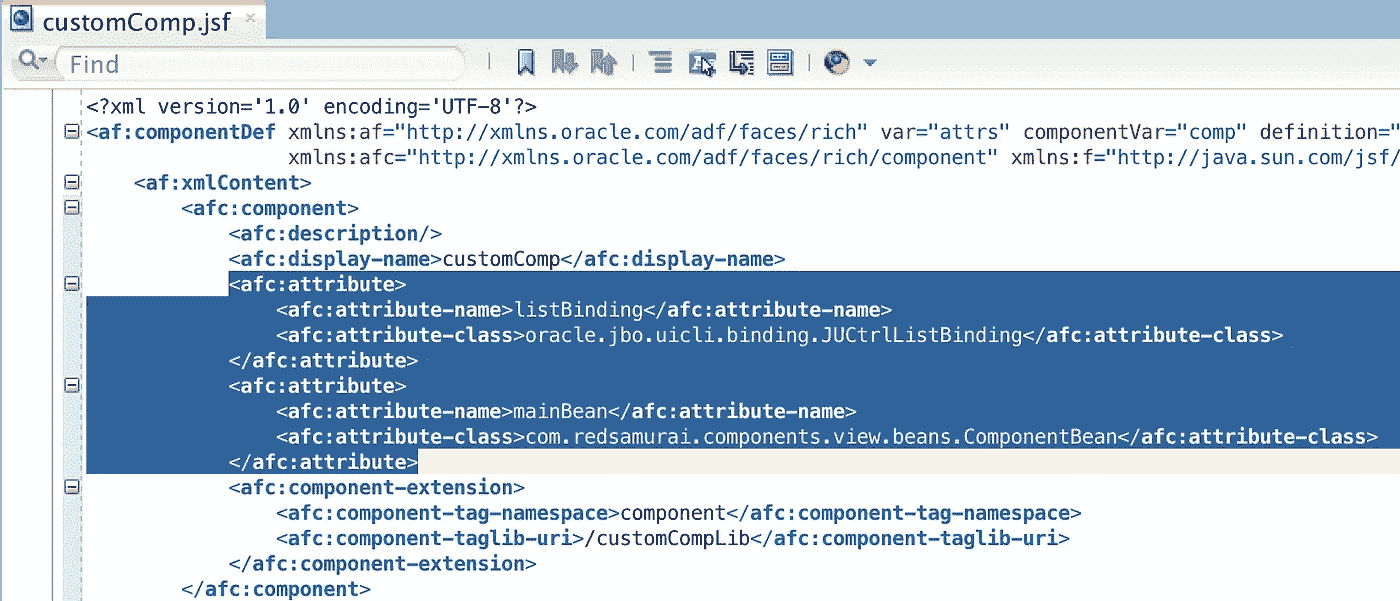 customComp.jsf
Find
<?xml version='1.0' encoding='UTF-8'?>
<af:componentDef xmlns:af="http://xmlns.oracle.com/adf/faces/rich" var="attrs" componentVar="comp" definition="
xmlns:afc="http://xmlns.oracle.com/adf/faces/rich/component" xmlns:f="http://java.sun.com/jsf/
<af:xmlContent>
<afc:component>
<afc:description/>
<afc:display-name>customComp</afc:display-name>
<afc:attribute>
<afc:attribute-name>listBinding</afc:attribute-name>
<afc:attribute-class>oracle.jbo.uicli.binding.JUCtrlListBinding</afc:attribute-class>
</afc:attribute>
<afc:attribute>
<afc:attribute-name>mainBean</afc:attribute-name>
<afc:attribute-class>com.redsamurai.components.view.beans.ComponentBean</afc:attribute-class>
</afc:attribute>
<afc:component-extension>
<afc:component-tag-namespace>component</afc:component-tag-namespace>
<afc:component-taglib-uri>/customCompLib</afc:component-taglib-uri>
</afc:component-extension>
</afc:component>